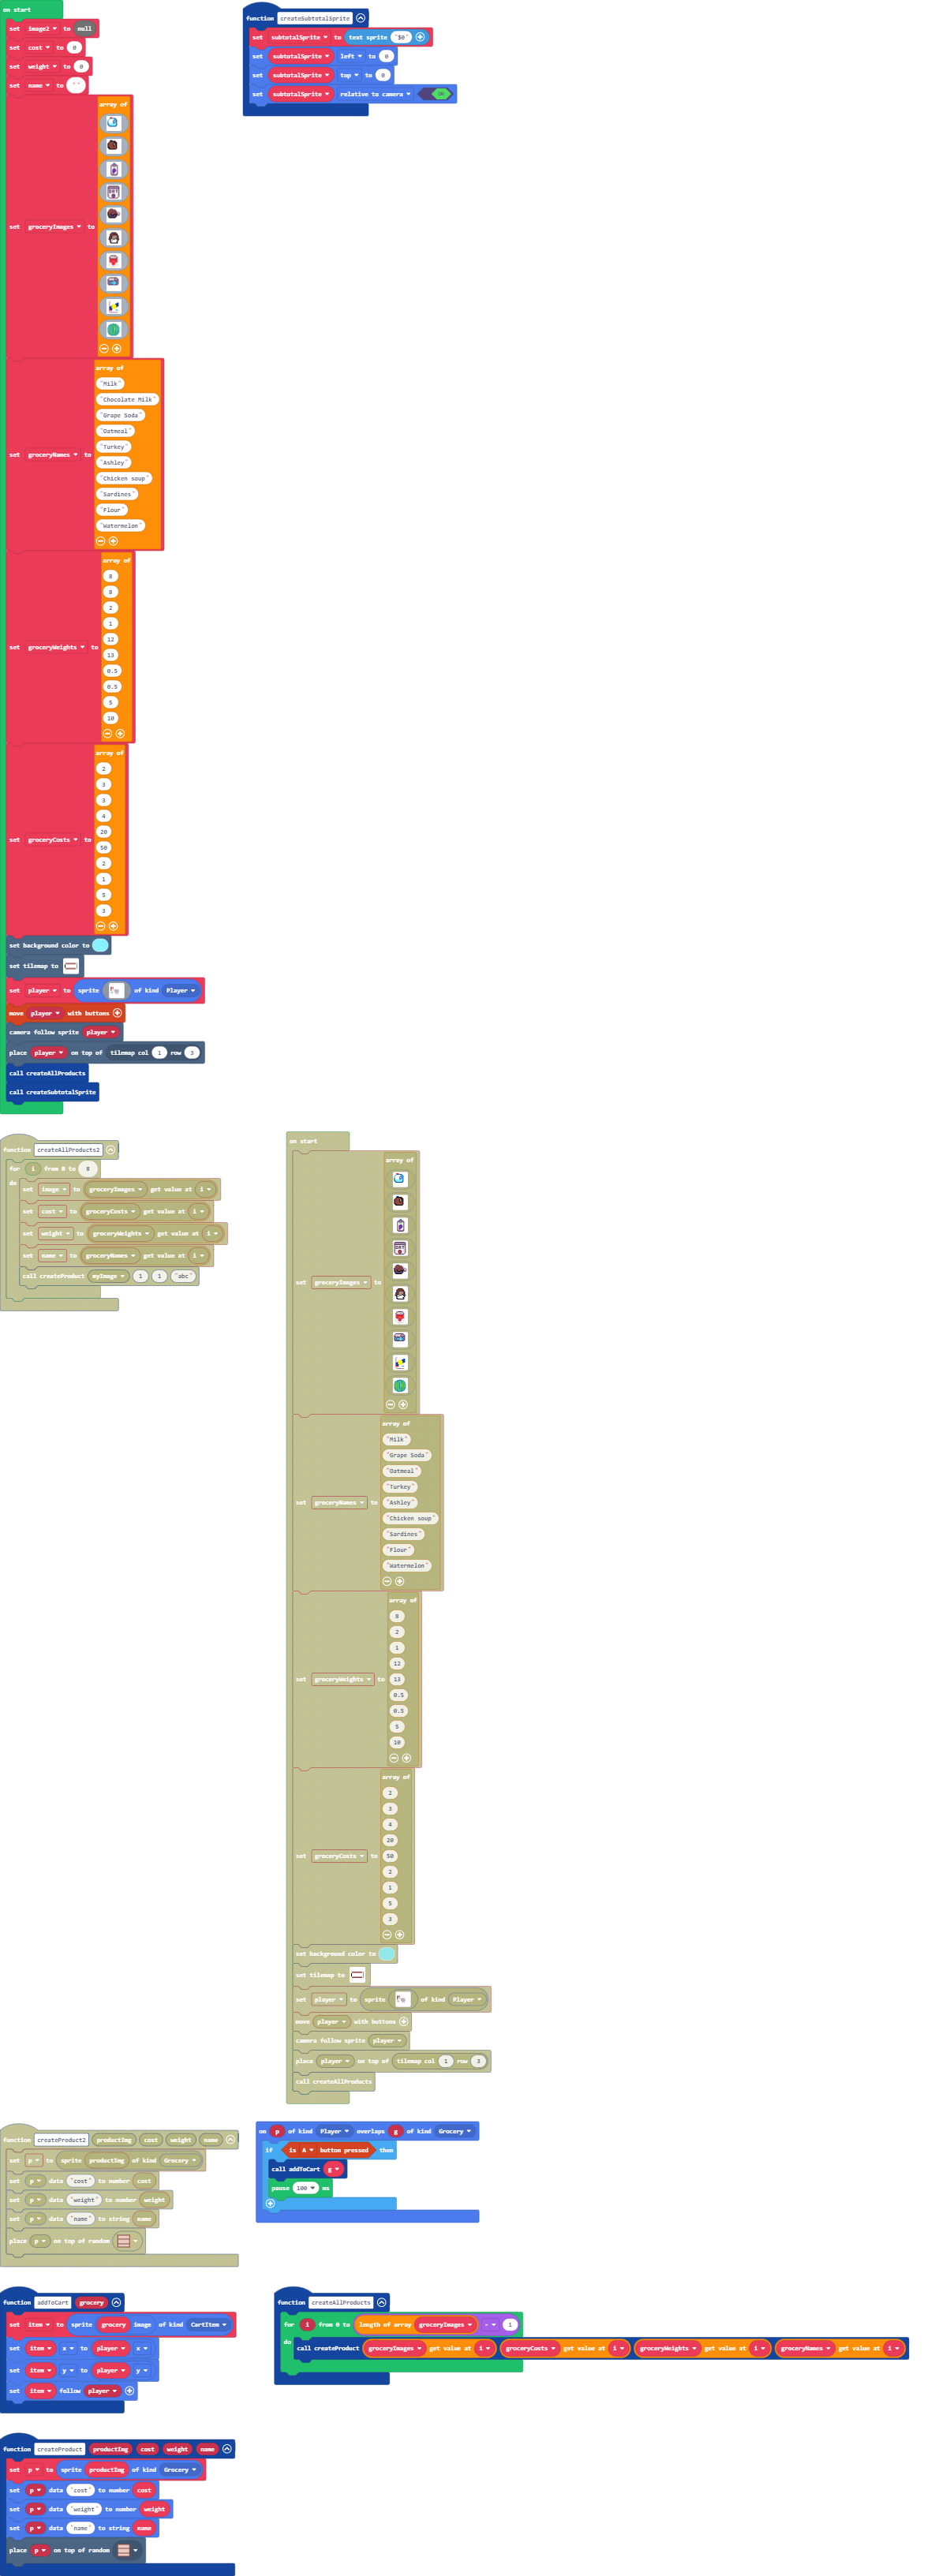 on start
set image2 to null
set cost to 0
set weight to 0
set name to " "
set groceryImages to array of
set groceryNames to array of
"Milk"
"Chocolate Milk"
"Grape Soda"
"Oatmeal"
"Turkey"
"Ashley"
"Chicken soup"
"Sardines"
"Flour"
"Watermelon"
set groceryWeights to array of
8
8
2
1
12
13
0.5
0.5
5
10
set groceryCosts to array of
2
3
3
4
20
50
2
1
5
3
set background color to
set tilemap to
set player to sprite of kind Player
move player with buttons
camera follow sprite player
place player on top of tilemap col 1 row 3
call createAllProducts
call createSubtotalSprite
function createSubtotalSprite
set subtotalSprite to text sprite "$0"
set subtotalSprite left to 0
set subtotalSprite top to 0
set subtotalSprite relative to camera
function createAllProducts2
for i from 0 to 8
do
set image to groceryImages get value at i
set cost to groceryCosts get value at i
set weight to groceryWeights get value at i
set name to groceryNames get value at i
call createProduct myImage 1 1 "abc"
on start
set groceryImages to array of
set groceryNames to array of
"Milk"
"Grape Soda"
"Oatmeal"
"Turkey"
"Ashley"
"Chicken soup"
"Sardines"
"Flour"
"Watermelon"
set groceryWeights to array of
8
2
1
12
13
0.5
0.5
5
10
set groceryCosts to array of
2
3
4
20
50
2
1
5
3
set background color to
set tilemap to
set player to sprite of kind Player
move player with buttons
camera follow sprite player
place player on top of tilemap col 1 row 3
call createAllProducts
function createProduct2 productImg cost weight name
set p to sprite productImg of kind Grocery
set p data "cost" to number cost
set p data "weight" to number weight
set p data "name" to string name
place p on top of random
on p of kind Player overlaps g of kind Grocery
if is A button pressed then
call addToCart g
pause 100 ms
function addToCart grocery
set item to sprite grocery image of kind CartItem
set item x to player x
set item y to player y
set item follow player
function createAllProducts
for i from 0 to length of array groceryImages - 1
do
call createProduct groceryImages get value at i groceryCosts get value at i groceryWeights get value at i groceryNames get value at i
function createProduct productImg cost weight name
set p to sprite productImg of kind Grocery
set p data "cost" to number cost
set p data "weight" to number weight
set p data "name" to string name
place p on top of random